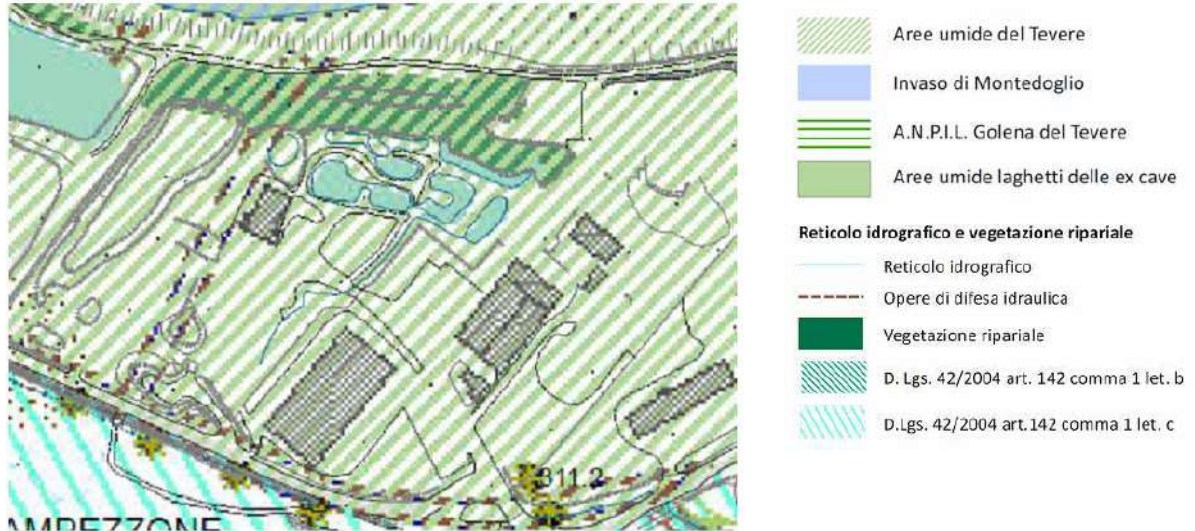 Aree umide del Tevere
Invaso di Montedoglio
A.N.P.I.L. Golena del Tevere
Aree umide laghetti delle ex cave
Reticolo idrografico e vegetazione ripariale
Reticolo idrografico
Opere di difesa idraulica
Vegetazione ripariale
D. Lgs. 42/2004 art. 142 comma 1 let. b
D.Lgs. 42/2004 art.142 comma 1 let. c
311.2
AMPEZZONE